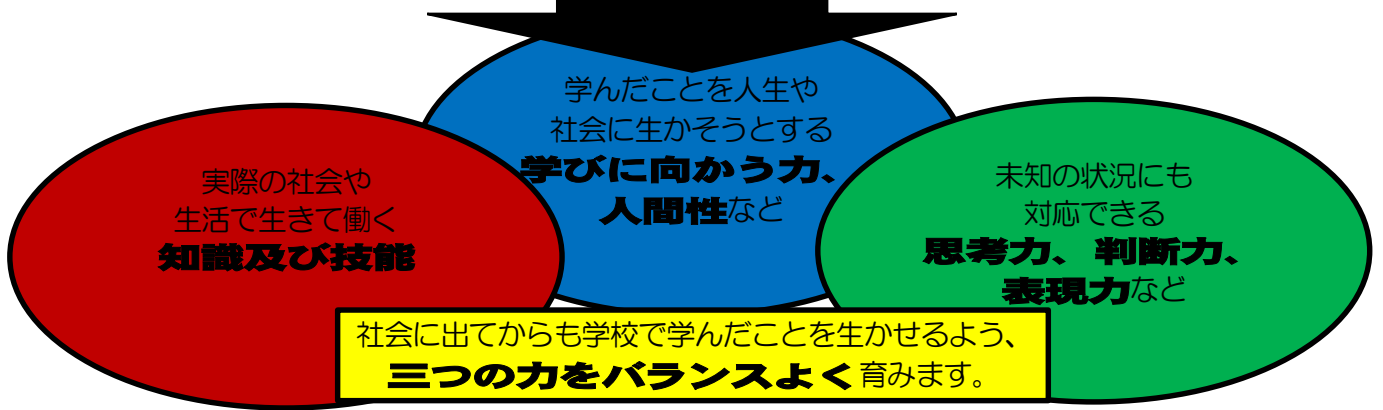 学んだことを人生や
社会に生かそうとする
学びに向かう力、
人間性など
実際の社会や
生活で生きて働く
知識及び技能
未知の状況にも
対応できる
思考力、判断力、
表現力など
社会に出てからも学校で学んだことを生かせるよう、
三つの力をバランスよく育みます。